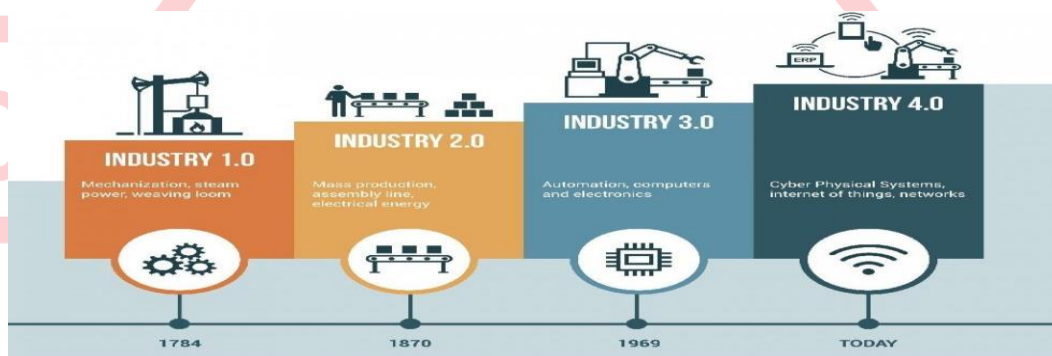 ERP
INDUSTRY 1.0
Mechanization, steam
power, weaving loom
INDUSTRY 2.0
Mass production,
assembly line,
electrical energy
INDUSTRY 3.0
Automation, computers
and electronics
INDUSTRY 4.0
Cyber Physical Systems,
internet of things, networks
1784
1870
1969
TODAY